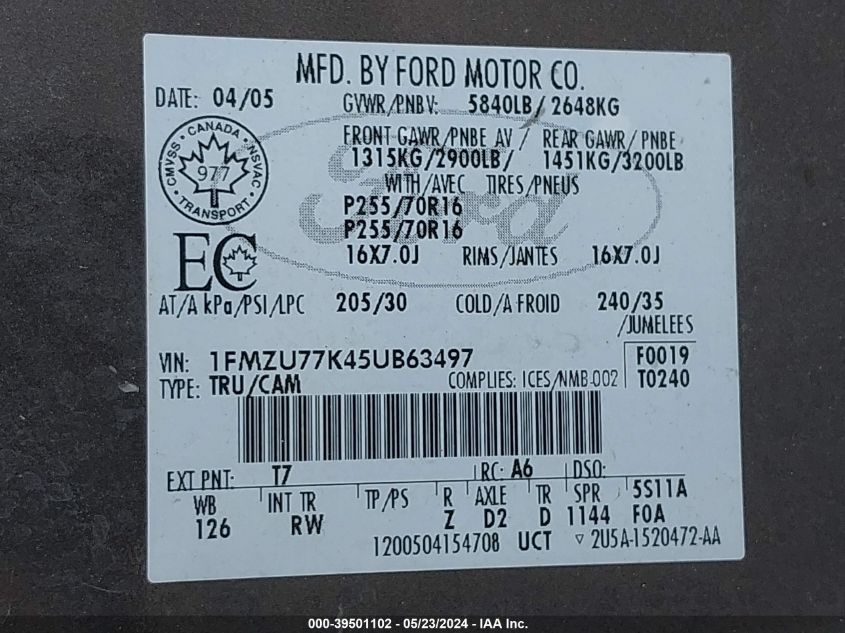 MFD. BY FORD MOTOR CO.
DATE: 04/05
GVWR/PNBV: 5840LB/2648KG
FRONT GAWR/PNBE AV/ REAR GAWR/PNBE
1315KG/2900LB/ 1451KG/3200LB
WITH/AVEC TIRES/PNEUS
P255/70R16
P255/70R16
16X7.0J RIMS/JANTES 16X7.0J
CMVSS · CANADA · NSVAC
977
TRANSPORT
Ford
EC
AT/A kPa/PSI/LPC 205/30 COLD/A FROID 240/35
/JUMELEES
VIN: 1FMZU77K45UB63497 F0019
TYPE: TRU/CAM COMPLIES: ICES/NMB-002 T0240
EXT PNT: T7 RC: A6 DSO:
WB INT TR TP/PS R AXLE TR SPR 5S11A
126 RW Z D2 D 1144 F0A
1200504154708 UCT ▽ 2U5A-1520472-AA
000-39501102 - 05/23/2024 - IAA Inc.